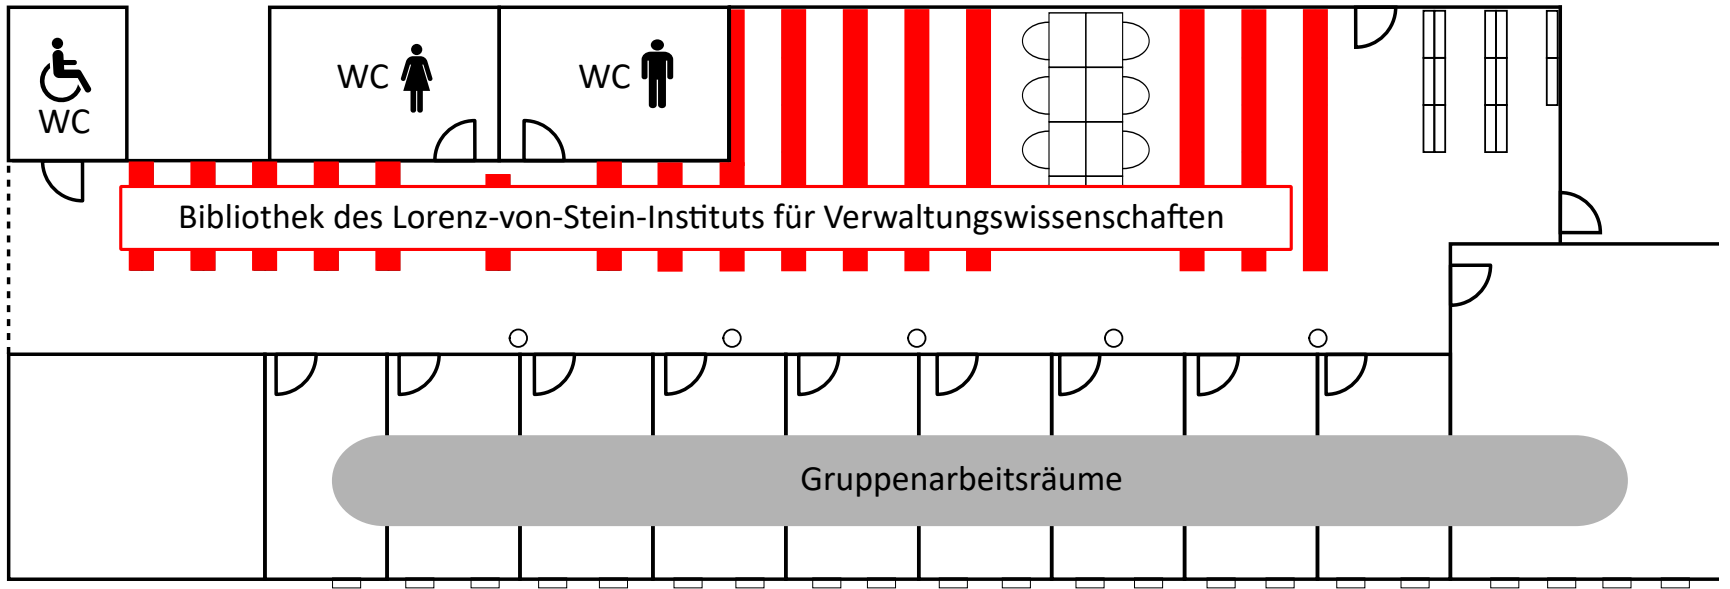 WC
WC
WC
Bibliothek des Lorenz-von-Stein-Instituts für Verwaltungswissenschaften
Gruppenarbeitsräume